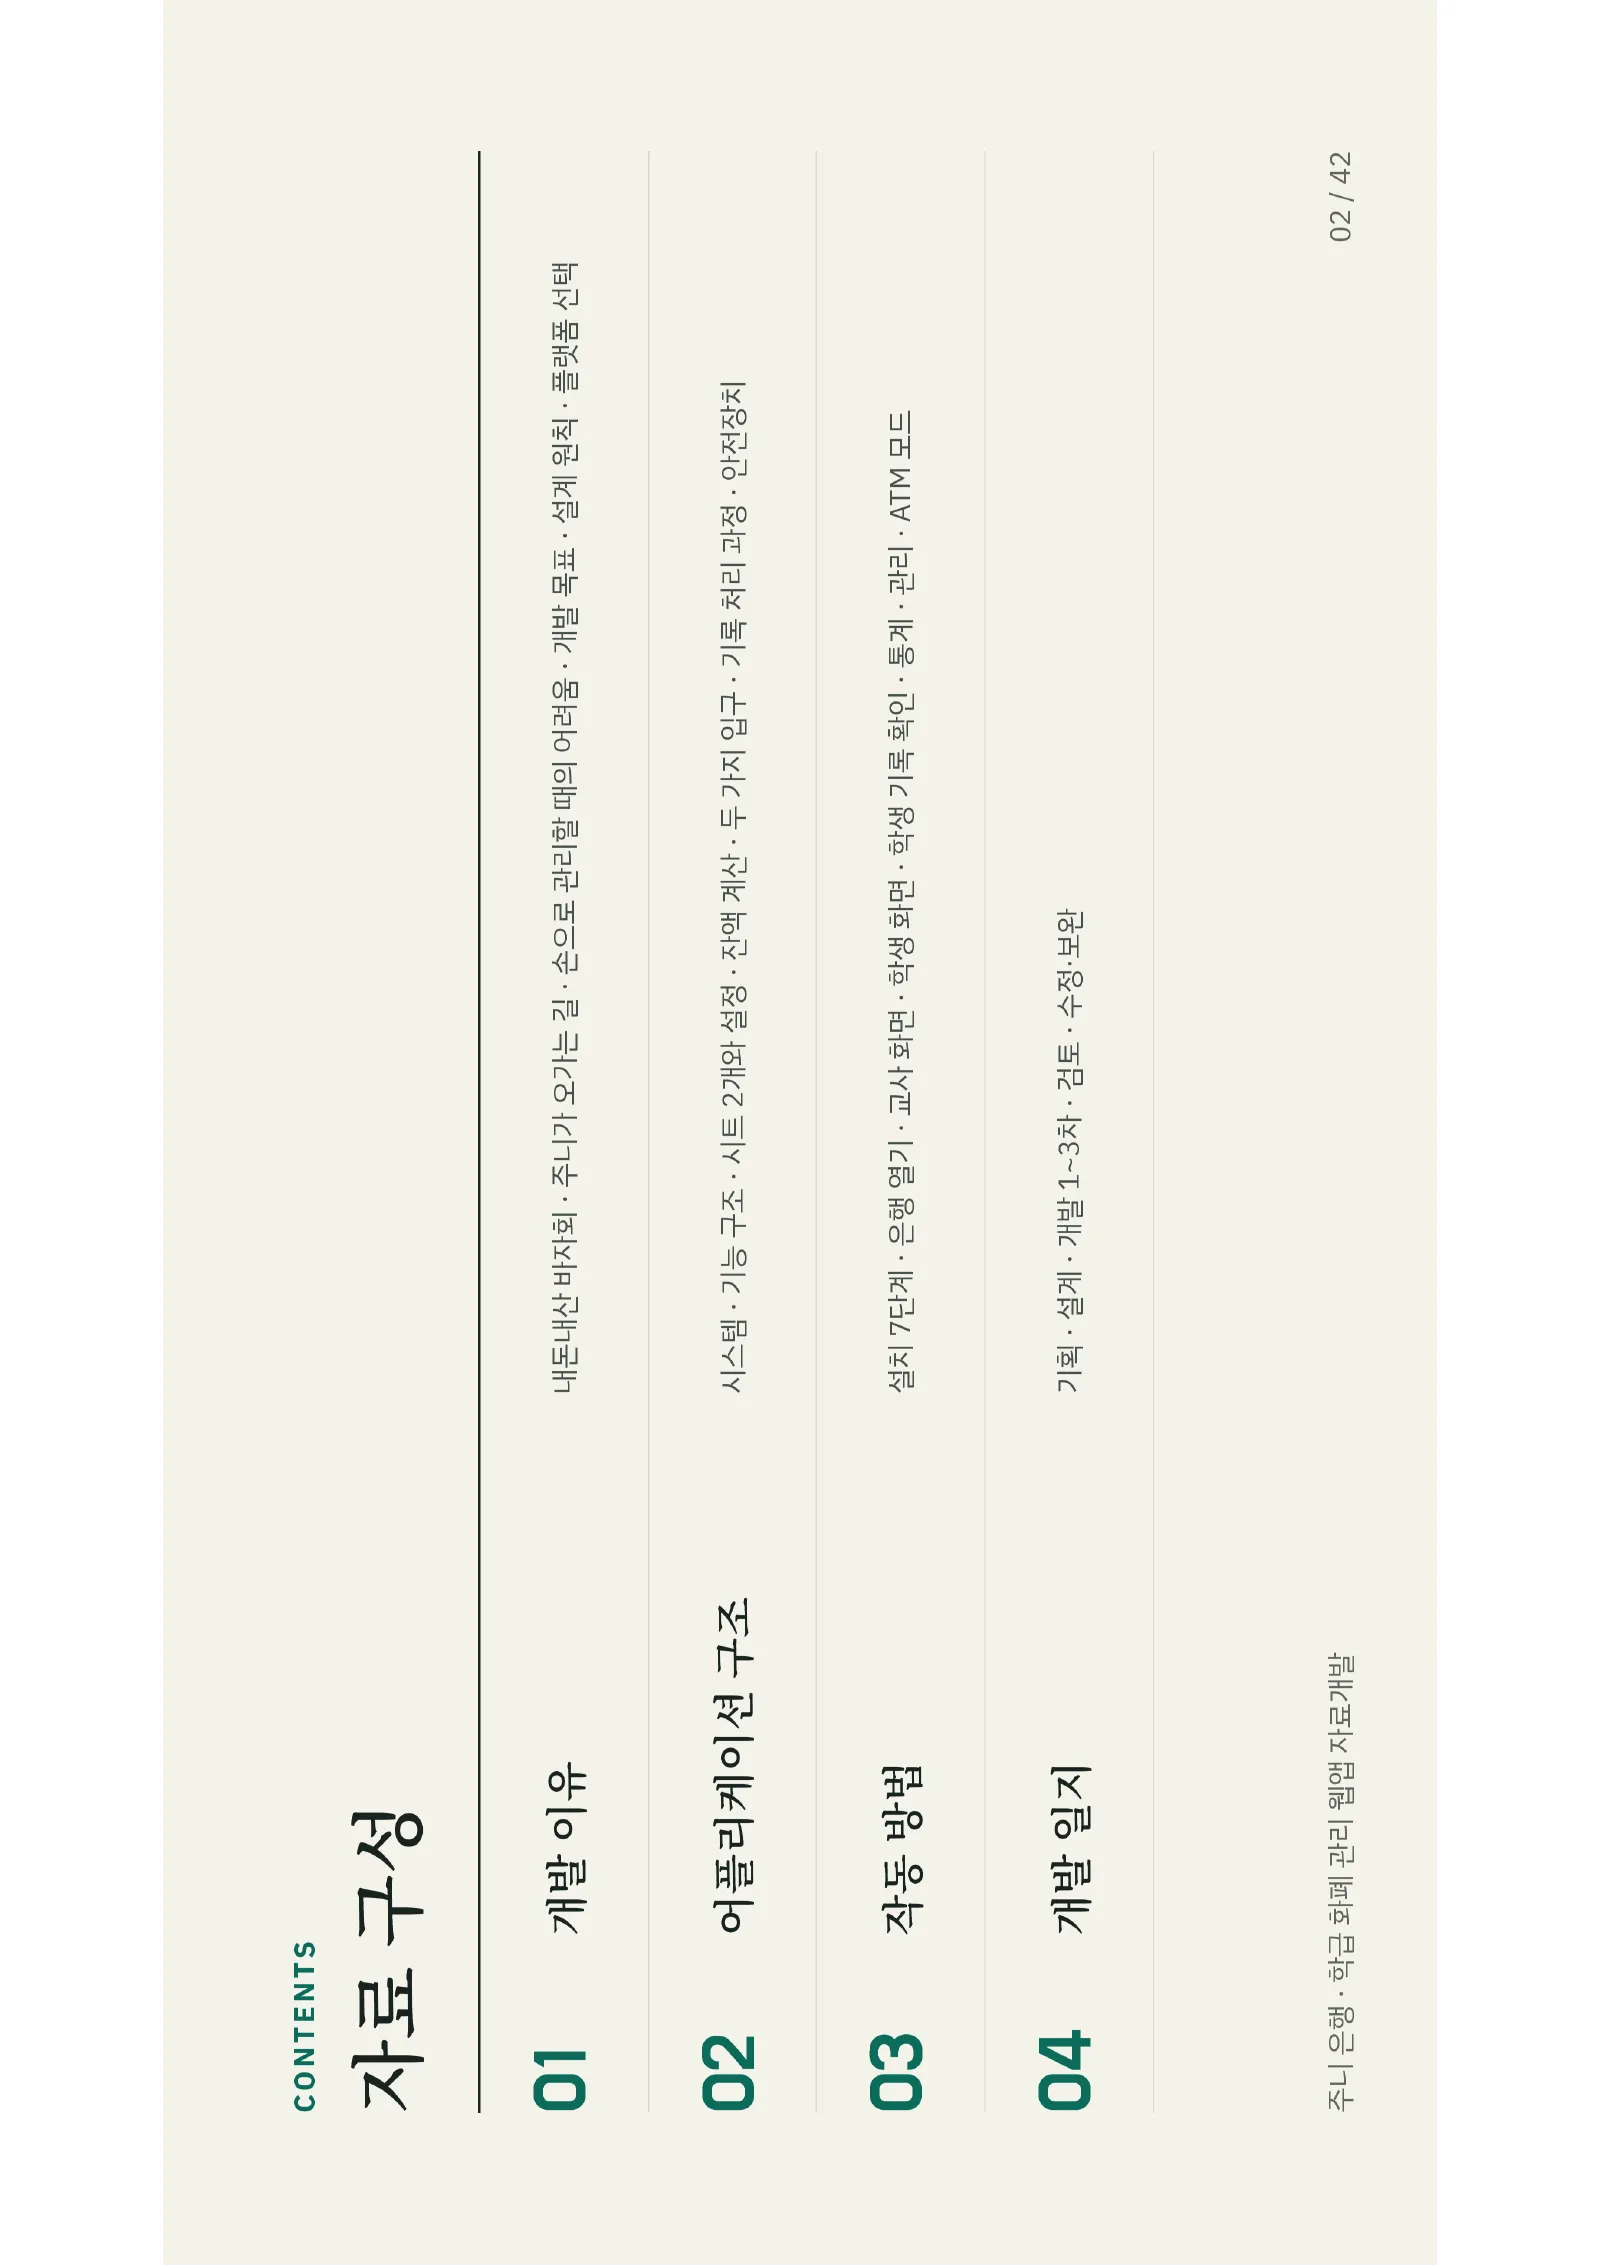 CONTENTS
자료 구성
01 개발 이유 내돈내산 바자회 · 주니가 오가는 길 · 손으로 관리할 때의 어려움 · 개발 목표 · 설계 원칙 · 플랫폼 선택
02 어플리케이션 구조 시스템 · 기능 구조 · 시트 2개와 설정 · 잔액 계산 · 두 가지 입구 · 기록 처리 과정 · 안전장치
03 작동 방법 설치 7단계 · 은행 열기 · 교사 화면 · 학생 화면 · 학생 기록 확인 · 통계 · 관리 · ATM 모드
04 개발 일지 기획 · 설계 · 개발 1~3차 · 검토 · 수정·보완
주니 은행 · 학급 화폐 관리 웹앱 자료개발 02 / 42